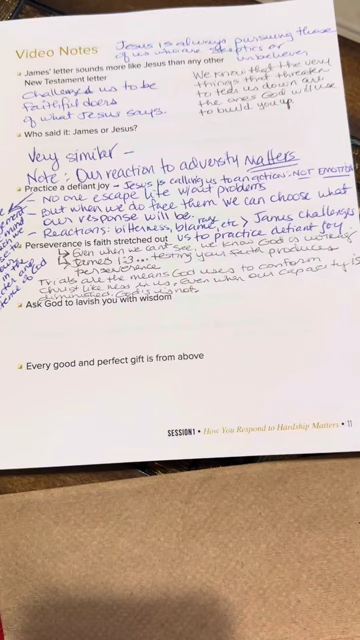 Video Notes
Jesus is always pursuing those
of us who are skeptics or
unbelievers
James' letter sounds more like Jesus than any other
New Testament letter
Challenges us to be
faithful doers
of what Jesus says.
We know that the very
things that threaten
to tear us down are
the ones God will use
to build you up.
Who said it: James or Jesus?
Very similar -
Note: Our reaction to adversity matters
Practice a defiant joy - Jesus is calling us to an action: NOT EMOTION
- No one escape life w/out problems
- But when we do face them we can choose what
our response will be.
- Reactions: bitterness, blame, rage, etc > James challenges
us to practice defiant joy.
Perseverance is faith stretched out
Even when we can't see, we know God is working
James 1:3... testing your faith produces
perseverance
Trials are the means God uses to conform
Christ like ness in us, even when our capacity is
diminished God's is not
Ask God to lavish you with wisdom
Every good and perfect gift is from above
SESSION 1 • How You Respond to Hardship Matters • 11